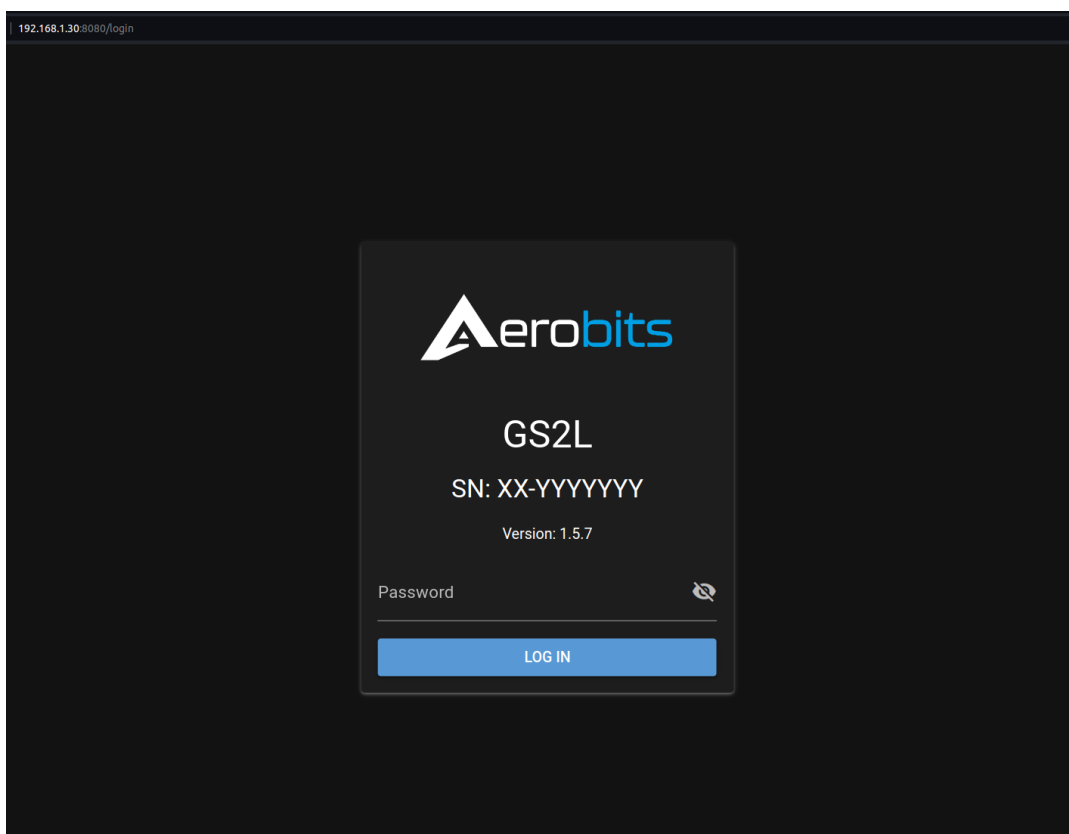 192.168.1.30:8080/login
Aerobits
GS2L
SN: XX-YYYYYYY
Version: 1.5.7
Password
LOG IN